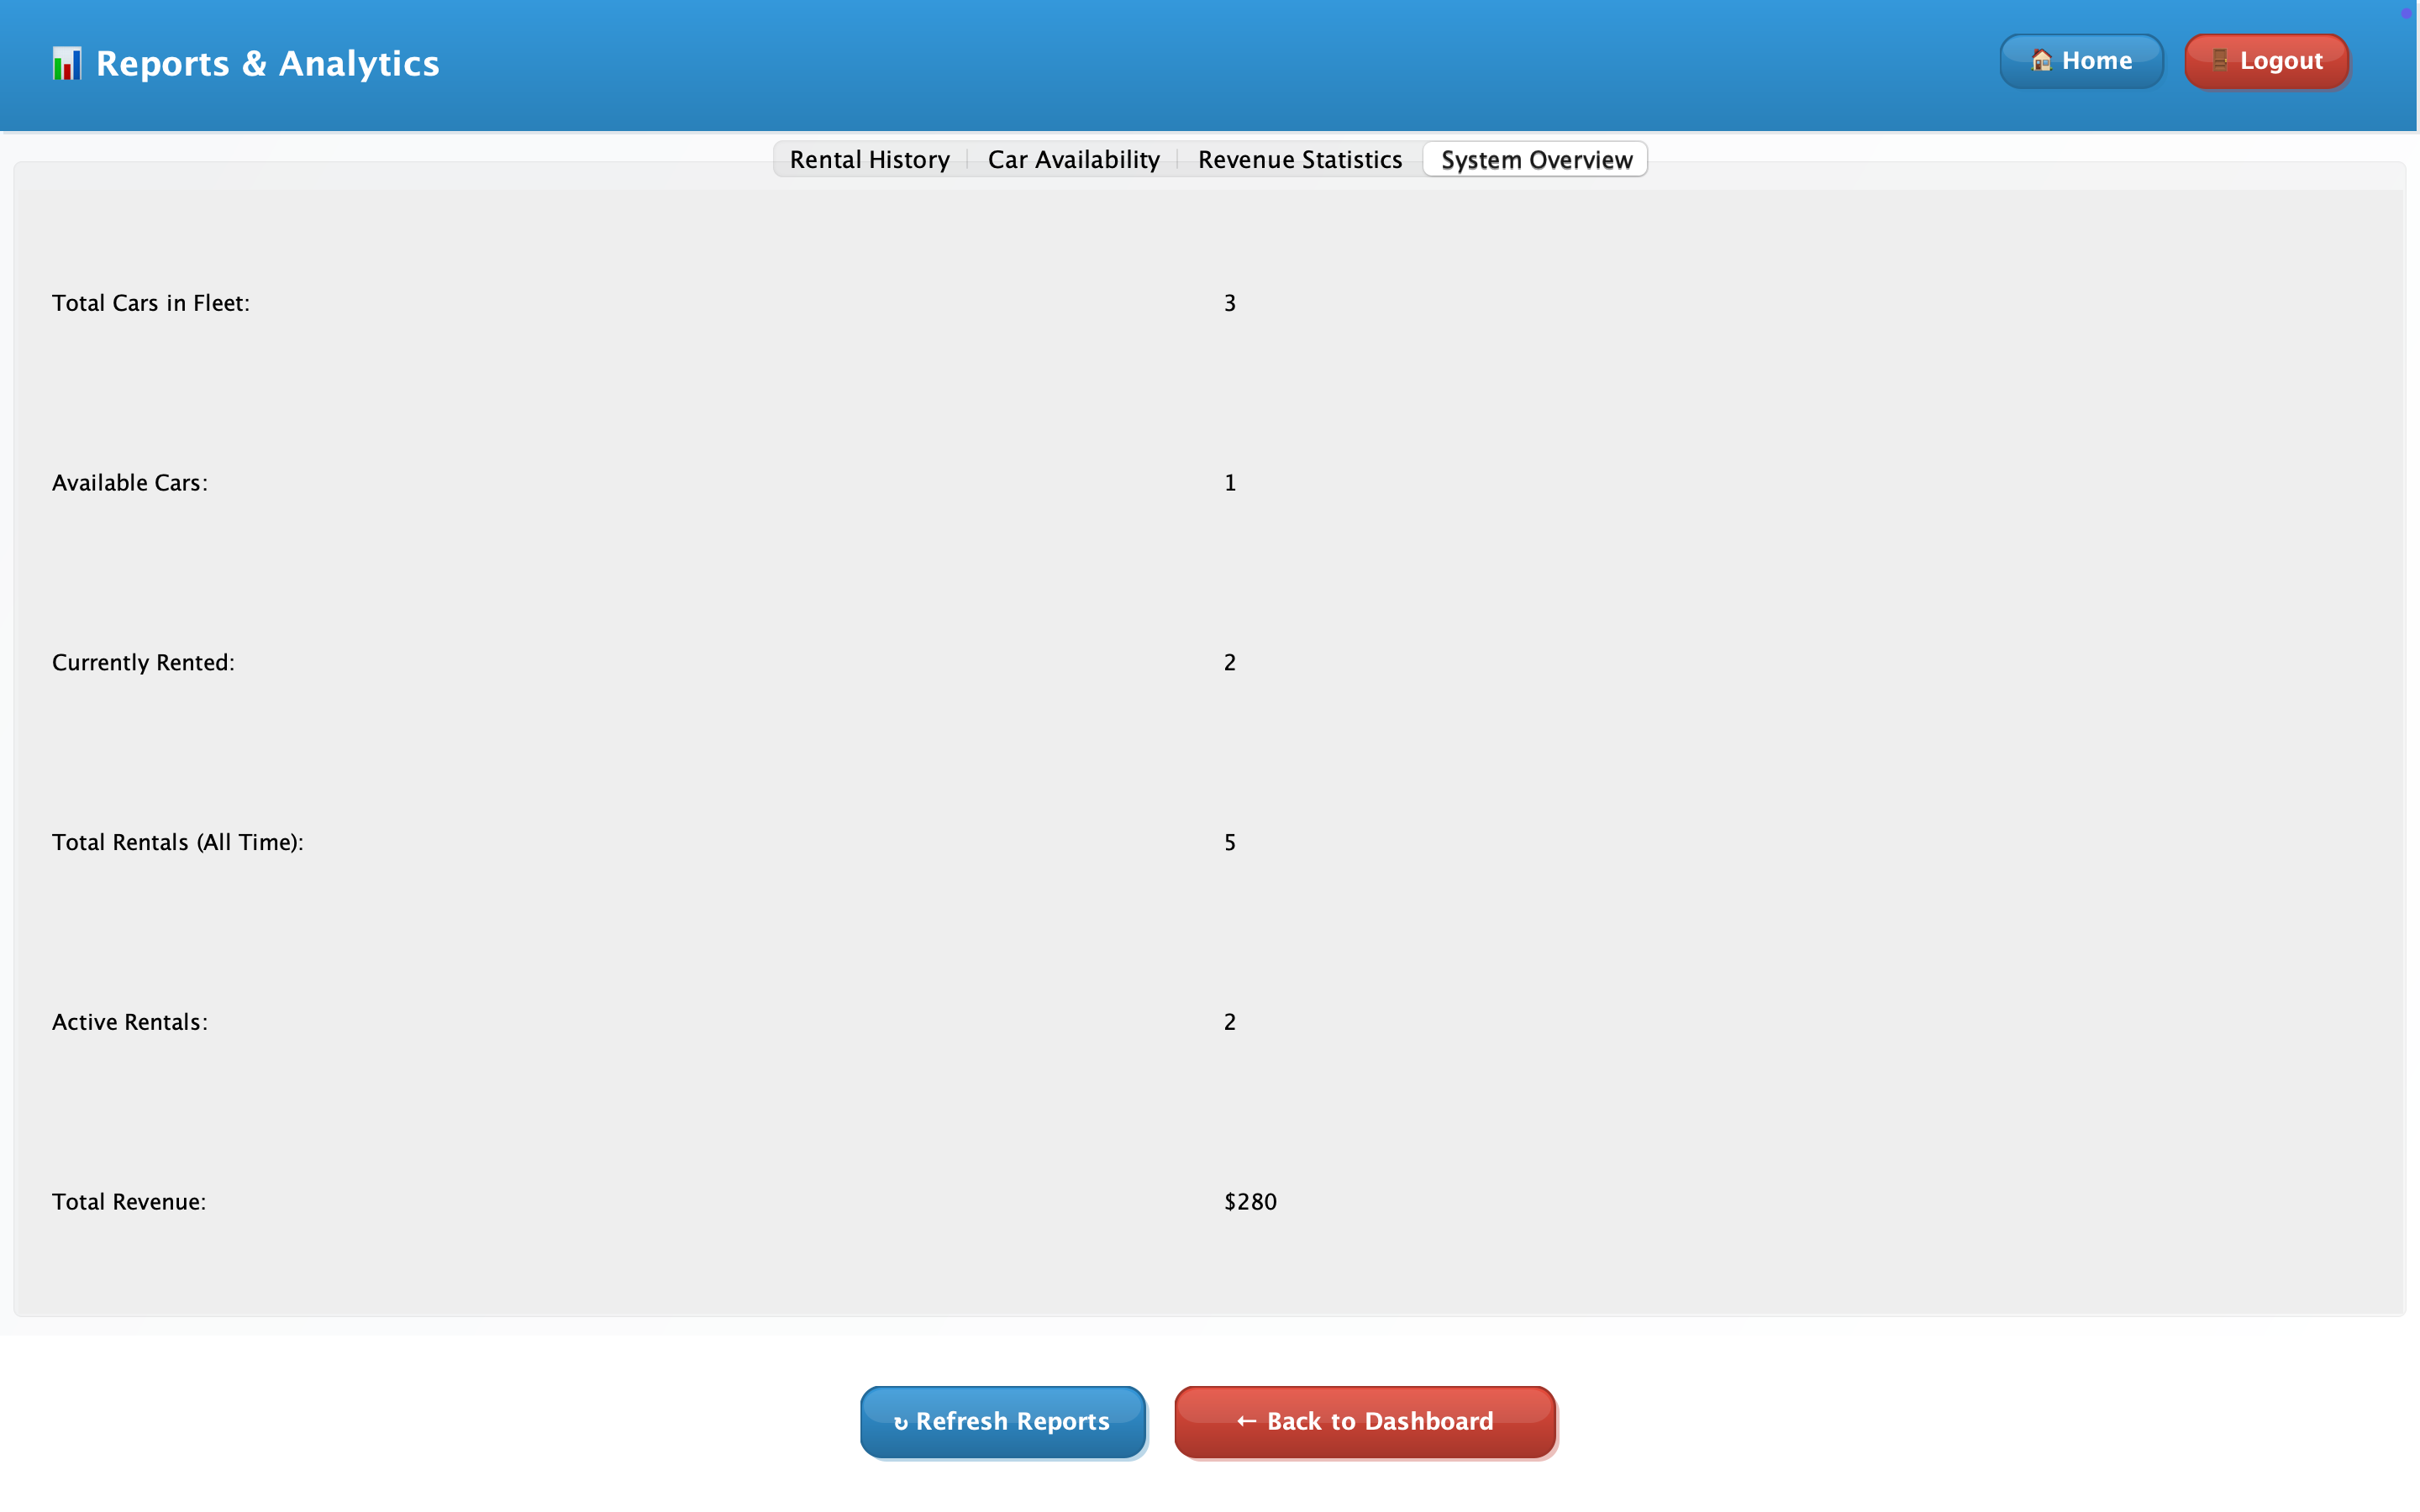 📊 Reports & Analytics
🏠 Home
🚪 Logout
Rental History
Car Availability
Revenue Statistics
System Overview
Total Cars in Fleet: 3
Available Cars: 1
Currently Rented: 2
Total Rentals (All Time): 5
Active Rentals: 2
Total Revenue: $280
↻ Refresh Reports
← Back to Dashboard